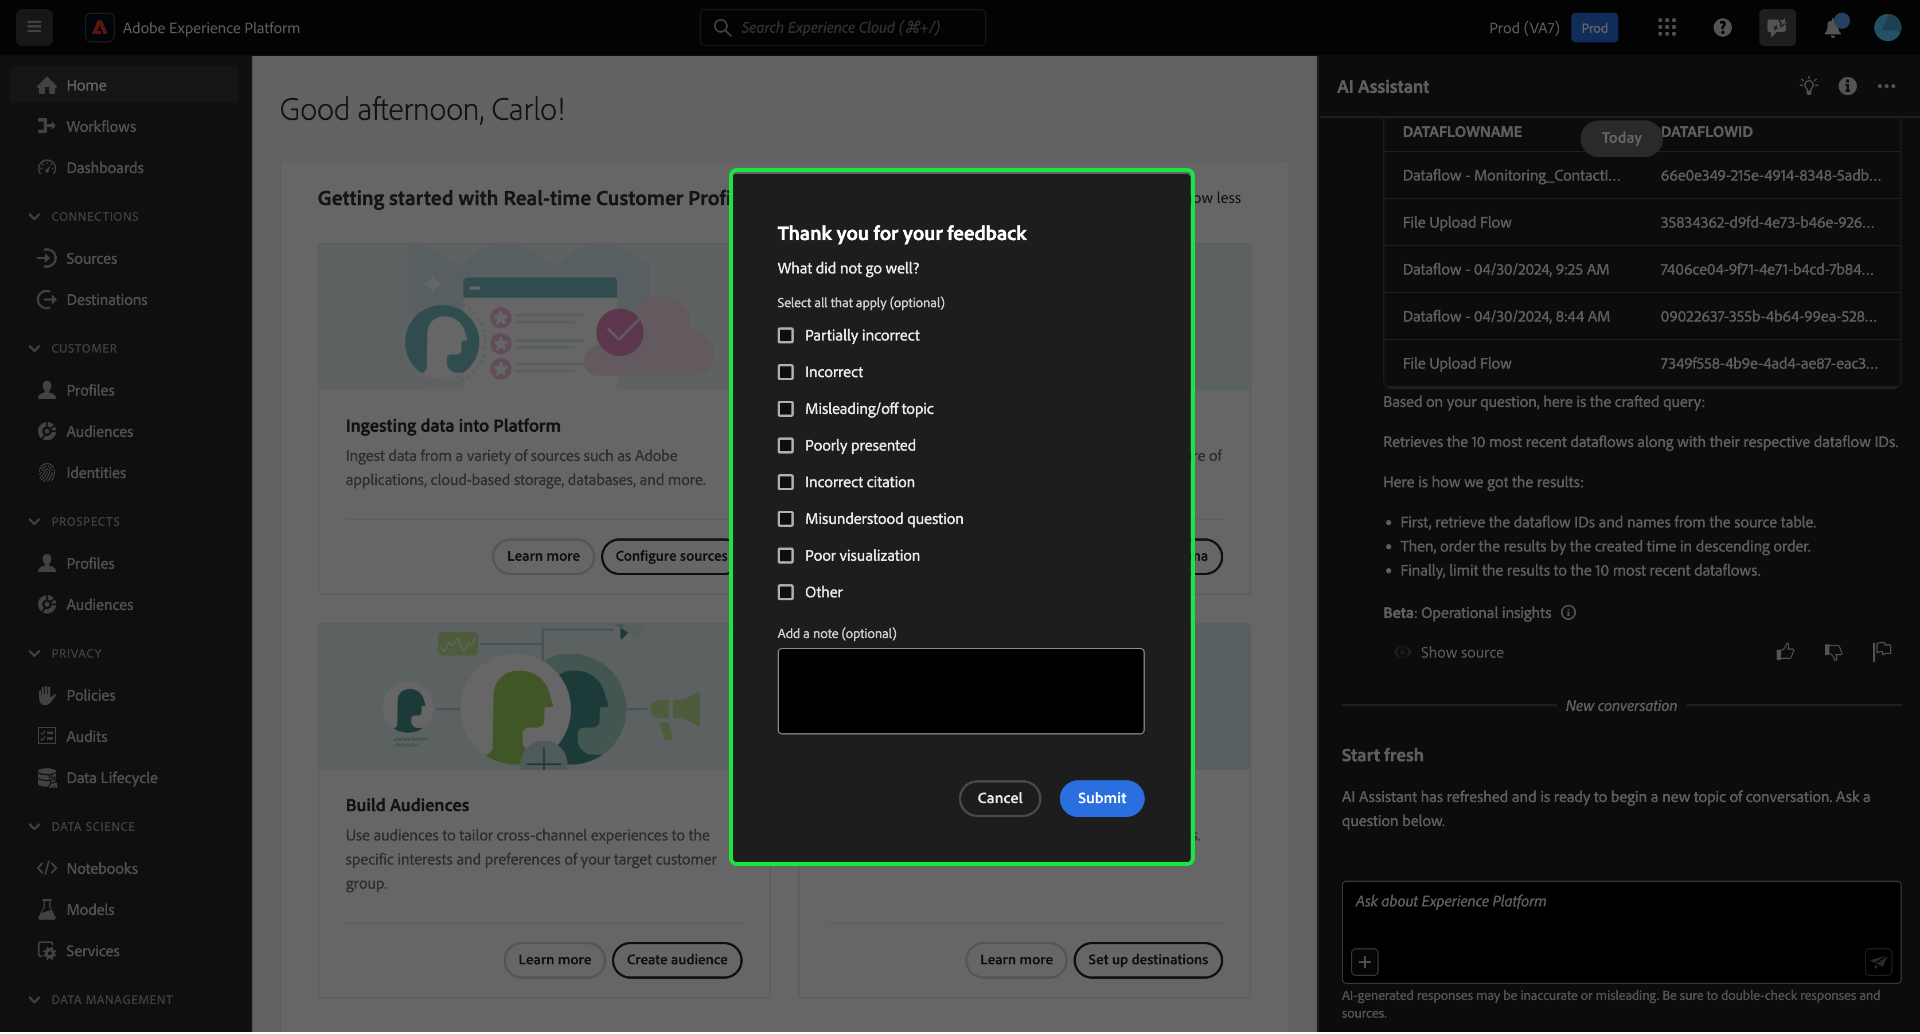 Adobe Experience Platform
Search Experience Cloud (⌘+/)
Prod (VA7)
Prod
Home
Workflows
Dashboards
CONNECTIONS
Sources
Destinations
CUSTOMER
Profiles
Audiences
Identities
PROSPECTS
Profiles
Audiences
PRIVACY
Policies
Audits
Data Lifecycle
DATA SCIENCE
Notebooks
Models
Services
DATA MANAGEMENT
Good afternoon, Carlo!
Getting started with Real-time Customer Profi
ow less
Ingesting data into Platform
Ingest data from a variety of sources such as Adobe
applications, cloud-based storage, databases, and more.
Learn more
Configure sources
re of
na
Build Audiences
Use audiences to tailor cross-channel experiences to the
specific interests and preferences of your target customer
group.
Learn more
Create audience
s.
Learn more
Set up destinations
Thank you for your feedback
What did not go well?
Select all that apply (optional)
Partially incorrect
Incorrect
Misleading/off topic
Poorly presented
Incorrect citation
Misunderstood question
Poor visualization
Other
Add a note (optional)
Cancel
Submit
AI Assistant
Today
DATAFLOWNAME DATAFLOWID
Dataflow - Monitoring_ContactI... 66e0e349-215e-4914-8348-5adb...
File Upload Flow 35834362-d9fd-4e73-b46e-926...
Dataflow - 04/30/2024, 9:25 AM 7406ce04-9f71-4e71-b4cd-7b84...
Dataflow - 04/30/2024, 8:44 AM 09022637-355b-4b64-99ea-528...
File Upload Flow 7349f558-4b9e-4ad4-ae87-eac3...
Based on your question, here is the crafted query:
Retrieves the 10 most recent dataflows along with their respective dataflow IDs.
Here is how we got the results:
• First, retrieve the dataflow IDs and names from the source table.
• Then, order the results by the created time in descending order.
• Finally, limit the results to the 10 most recent dataflows.
Beta: Operational insights
Show source
New conversation
Start fresh
AI Assistant has refreshed and is ready to begin a new topic of conversation. Ask a
question below.
Ask about Experience Platform
AI-generated responses may be inaccurate or misleading. Be sure to double-check responses and
sources.